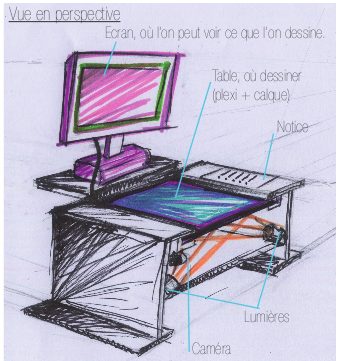 Vue en perspective
Ecran, où l'on peut voir ce que l'on dessine.
Table, où dessiner
(plexi + calque)
Notice
Lumières
Caméra